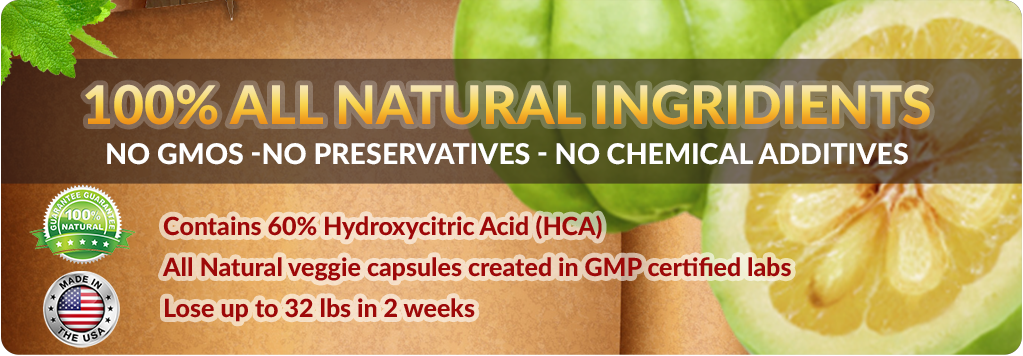 100% ALL NATURAL INGRIDIENTS
NO GMOS -NO PRESERVATIVES - NO CHEMICAL ADDITIVES
GUARANTEE GUARANTEE
100%
NATURAL
Contains 60% Hydroxycitric Acid (HCA)
All Natural veggie capsules created in GMP certified labs
MADE IN
THE USA
Lose up to 32 lbs in 2 weeks